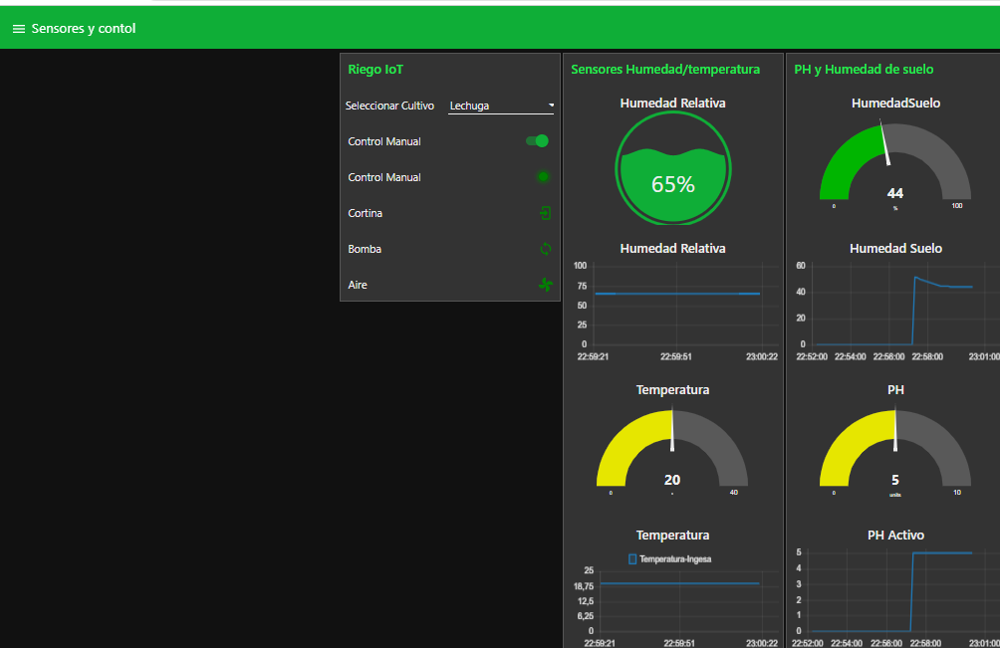 Sensores y contol
Riego IoT
Seleccionar Cultivo Lechuga
Control Manual
Control Manual
Cortina
Bomba
Aire
Sensores Humedad/temperatura
Humedad Relativa
65%
Humedad Relativa
100
75
50
25
0
22:59:21 22:59:51 23:00:22
Temperatura
20
0 40
°
Temperatura
Temperatura-Ingesa
25
18,75
12,5
6,25
0
22:59:21 22:59:51 23:00:22
PH y Humedad de suelo
HumedadSuelo
44
0 % 100
Humedad Suelo
60
40
20
0
22:52:00 22:54:00 22:56:00 22:58:00 23:01:00
PH
5
0 units 10
PH Activo
5
4
3
2
1
0
22:52:00 22:54:00 22:56:00 22:58:00 23:01:00